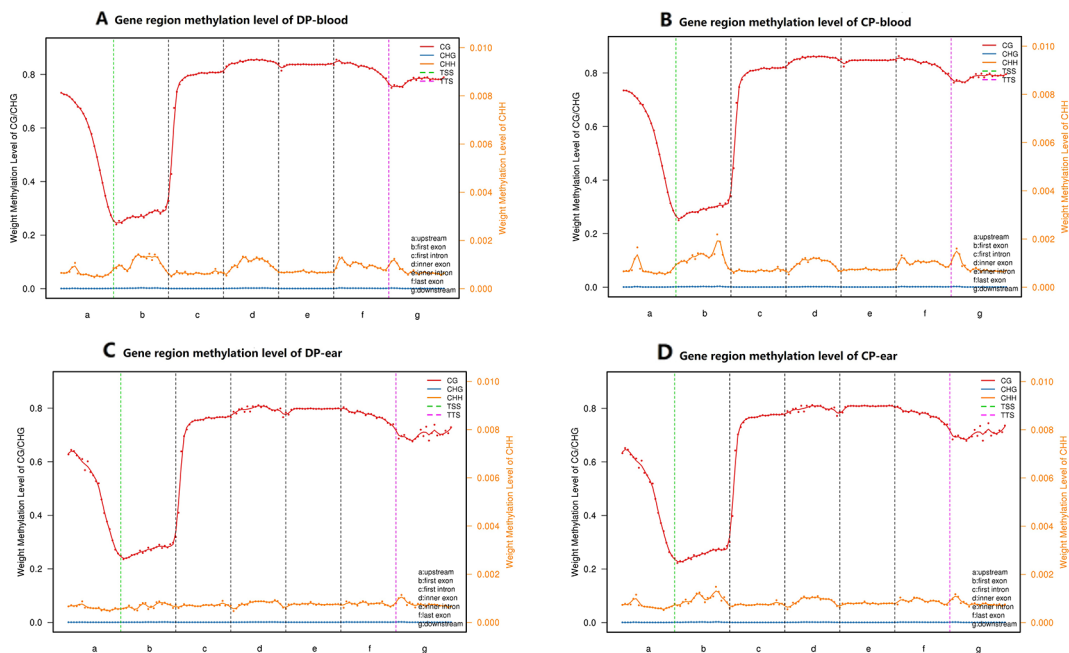 A Gene region methylation level of DP-blood
Weight Methylation Level of CG/CHG
0.8
0.6
0.4
0.2
0.0
CG
CHG
CHH
TSS
TTS
a:upstream
b:first exon
c:first intron
d:inner exon
e:inner intron
f:last exon
g:downstream
0.010
0.008
0.006
0.004
0.002
0.000
Weight Methylation Level of CHH
a b c d e f g
B Gene region methylation level of CP-blood
Weight Methylation Level of CG/CHG
0.8
0.6
0.4
0.2
0.0
CG
CHG
CHH
TSS
TTS
a:upstream
b:first exon
c:first intron
d:inner exon
e:inner intron
f:last exon
g:downstream
0.010
0.008
0.006
0.004
0.002
0.000
Weight Methylation Level of CHH
a b c d e f g
C Gene region methylation level of DP-ear
Weight Methylation Level of CG/CHG
0.8
0.6
0.4
0.2
0.0
CG
CHG
CHH
TSS
TTS
a:upstream
b:first exon
c:first intron
d:inner exon
e:inner intron
f:last exon
g:downstream
0.010
0.008
0.006
0.004
0.002
0.000
Weight Methylation Level of CHH
a b c d e f g
D Gene region methylation level of CP-ear
Weight Methylation Level of CG/CHG
0.8
0.6
0.4
0.2
0.0
CG
CHG
CHH
TSS
TTS
a:upstream
b:first exon
c:first intron
d:inner exon
e:inner intron
f:last exon
g:downstream
0.010
0.008
0.006
0.004
0.002
0.000
Weight Methylation Level of CHH
a b c d e f g